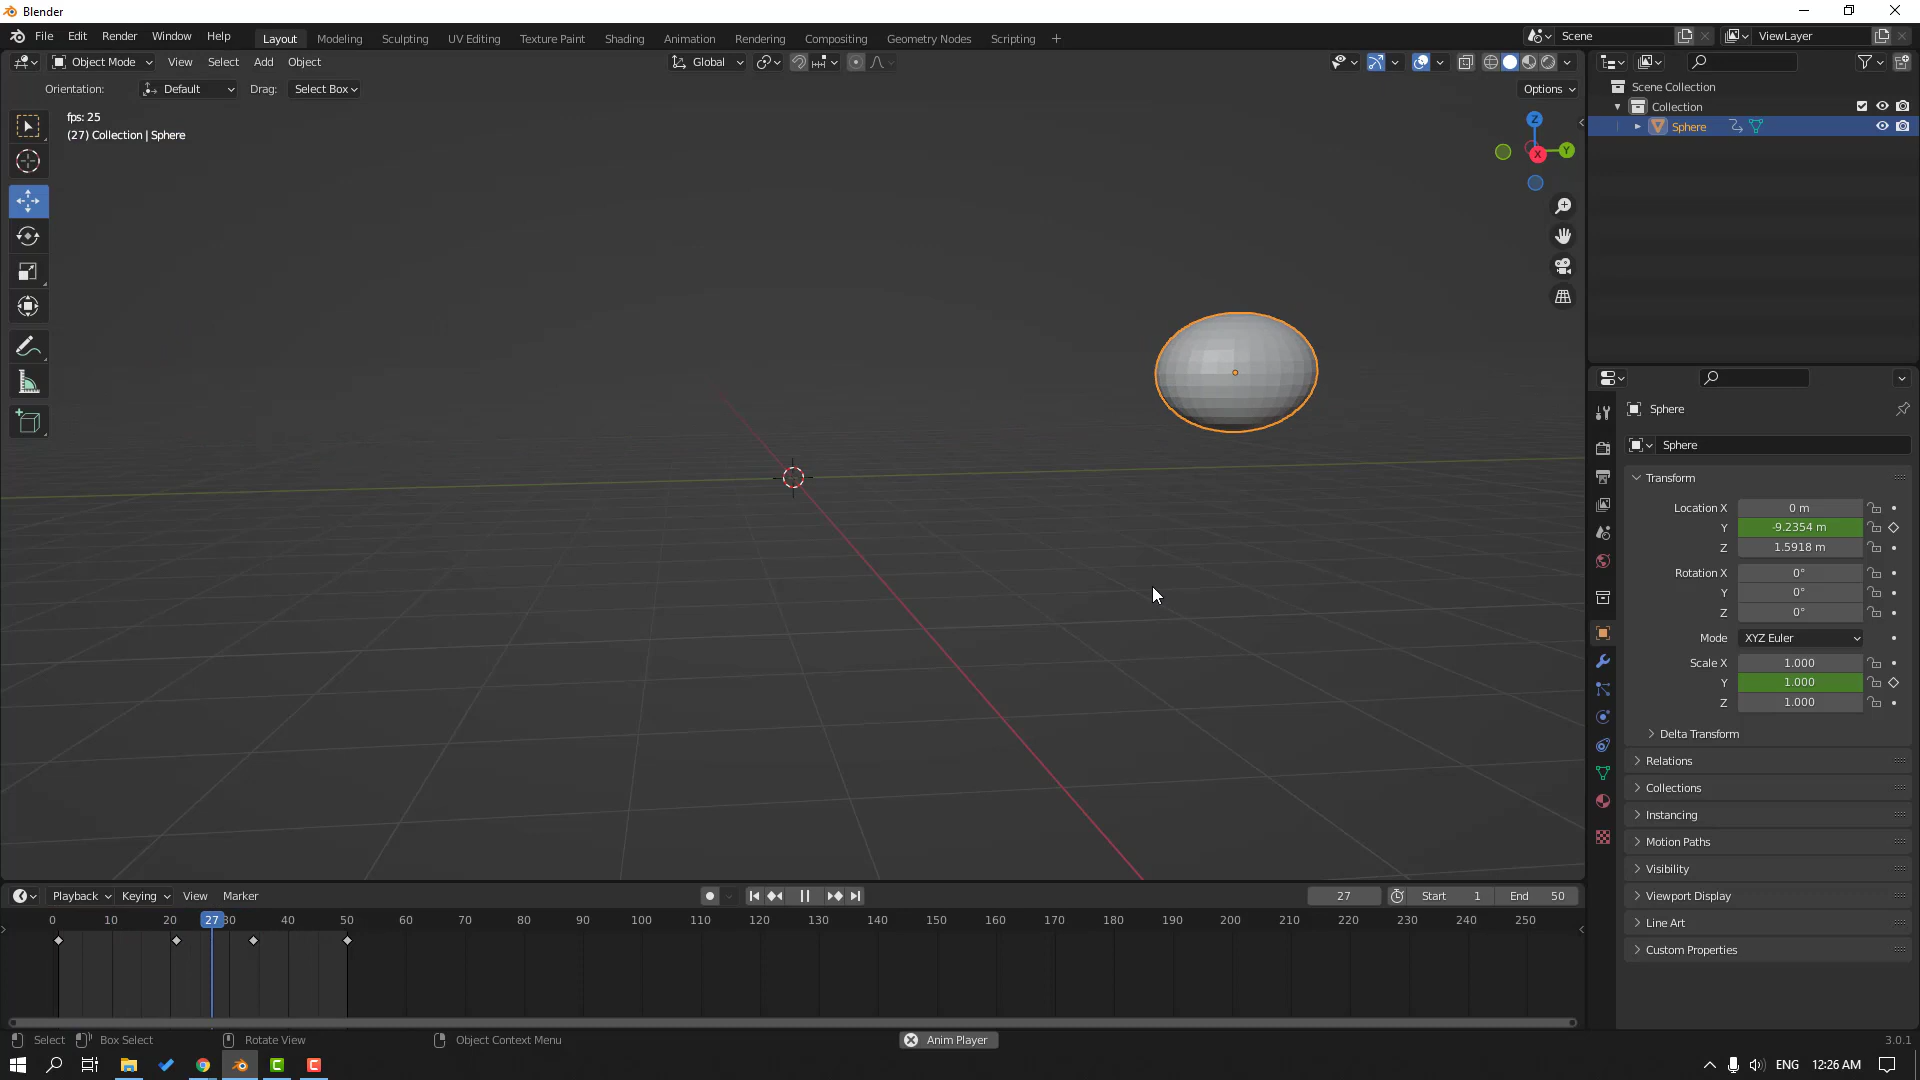 Blender
File Edit Render Window Help
Layout Modeling Sculpting UV Editing Texture Paint Shading Animation Rendering Compositing Geometry Nodes Scripting +
Scene
ViewLayer
Object Mode View Select Add Object
Global
Orientation: Default Drag: Select Box
Options
fps: 25
(27) Collection | Sphere
Z
Y
X
Scene Collection
Collection
Sphere
Sphere
Sphere
Transform
Location X 0 m
Y -9.2354 m
Z 1.5918 m
Rotation X 0°
Y 0°
Z 0°
Mode XYZ Euler
Scale X 1.000
Y 1.000
Z 1.000
Delta Transform
Relations
Collections
Instancing
Motion Paths
Visibility
Viewport Display
Line Art
Custom Properties
Playback Keying View Marker
27
Start 1 End 50
0 10 20 27 30 40 50 60 70 80 90 100 110 120 130 140 150 160 170 180 190 200 210 220 230 240 250
Select Box Select Rotate View Object Context Menu Anim Player 3.0.1
ENG 12:26 AM